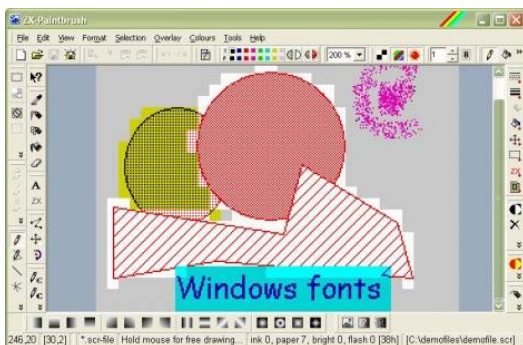 ZX-Paintbrush
File Edit View Format Selection Overlay Colours Tools Help
200 % 1 8
A
ZX
ZX
Windows fonts
246,20 [30,2] *.scr-file Hold mouse for free drawing... ink 0, paper 7, bright 0, flash 0 [38h] [C:\demofiles\demofile.scr]